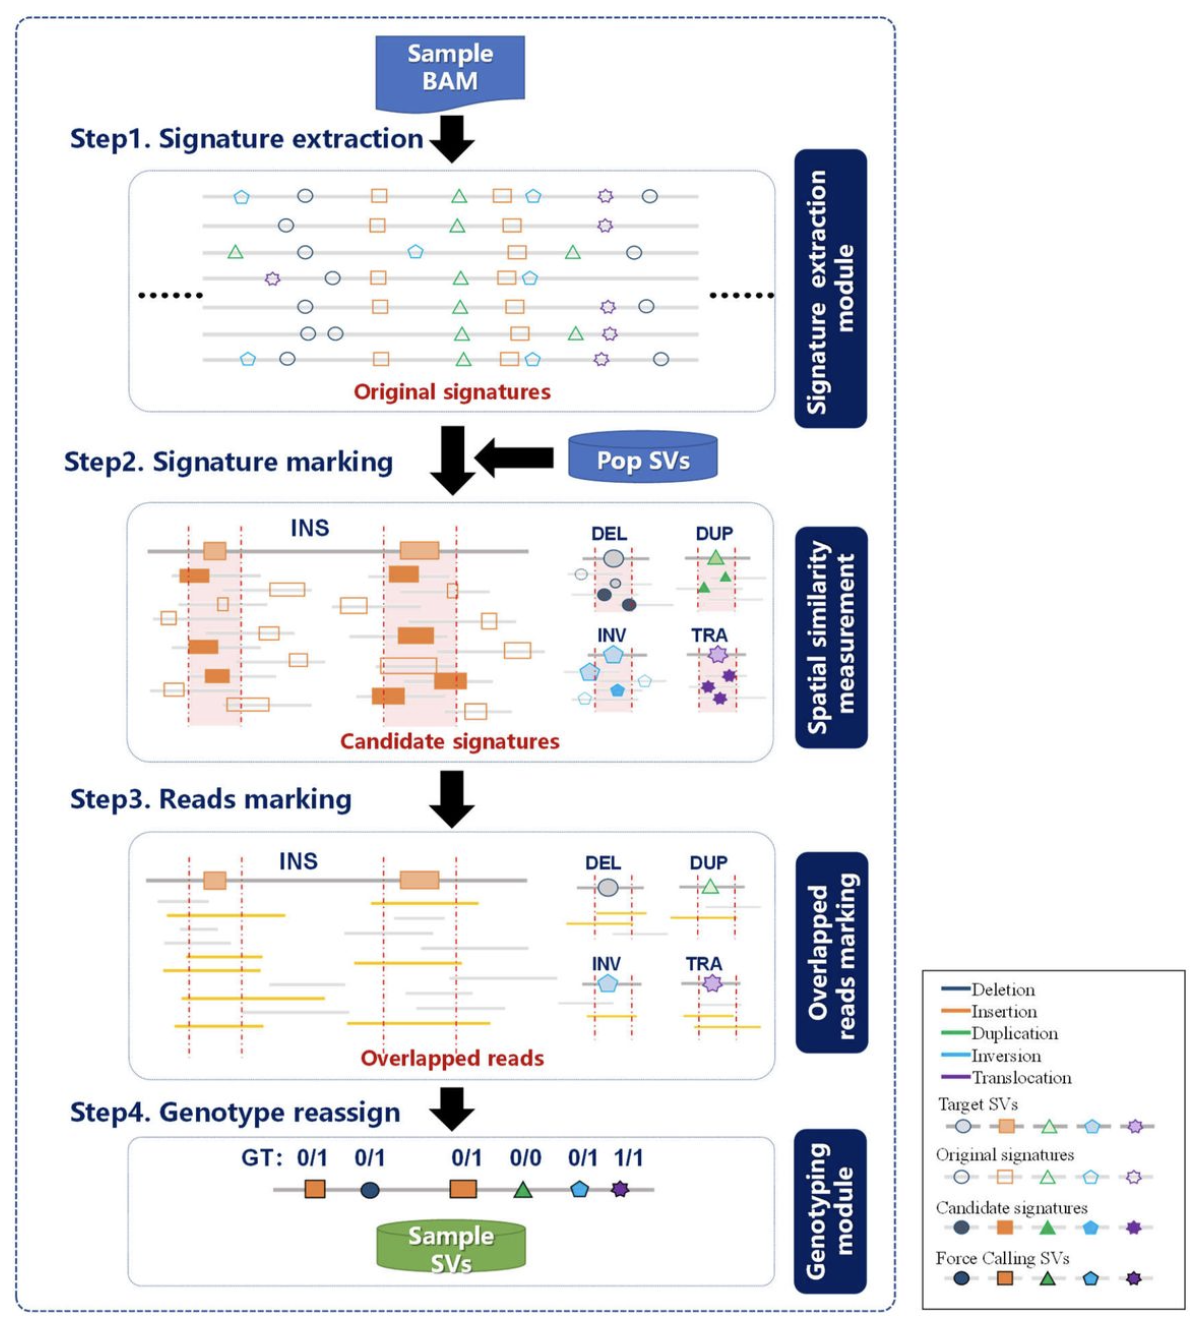 Sample
BAM
Step1. Signature extraction
Original signatures
Signature extraction
module
Step2. Signature marking
Pop SVs
INS
DEL
DUP
INV
TRA
Candidate signatures
Spatial similarity
measurement
Step3. Reads marking
INS
DEL
DUP
INV
TRA
Overlapped reads
Overlapped
reads marking
Step4. Genotype reassign
GT: 0/1 0/1 0/1 0/0 0/1 1/1
Sample
SVs
Genotyping
module
Deletion
Insertion
Duplication
Inversion
Translocation
Target SVs
Original signatures
Candidate signatures
Force Calling SVs